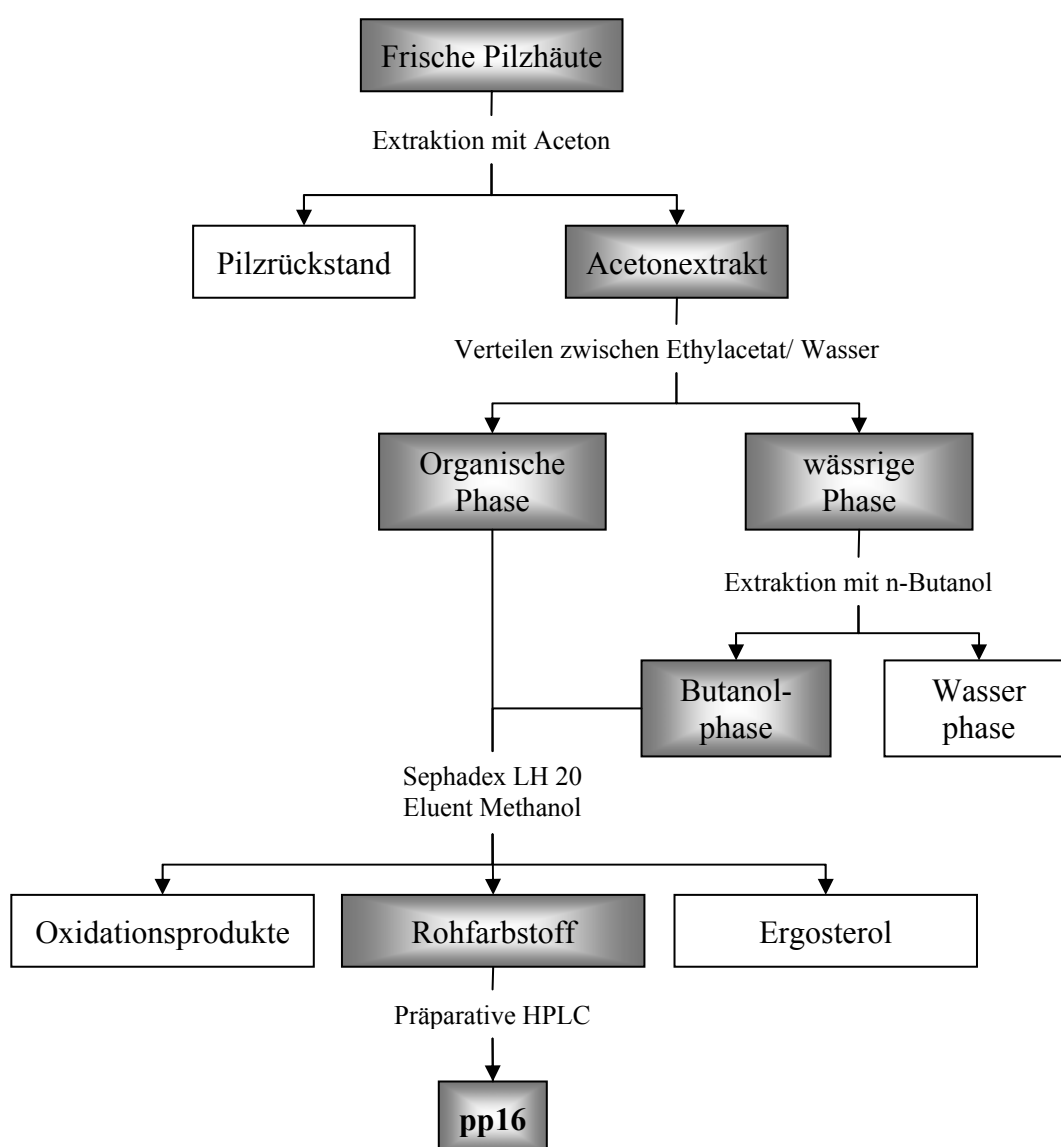 Frische Pilzhäute
Extraktion mit Aceton
Pilzrückstand
Acetonextrakt
Verteilen zwischen Ethylacetat/ Wasser
Organische
Phase
wässrige
Phase
Extraktion mit n-Butanol
Butanol-
phase
Wasser
phase
Sephadex LH 20
Eluent Methanol
Oxidationsprodukte
Rohfarbstoff
Ergosterol
Präparative HPLC
pp16